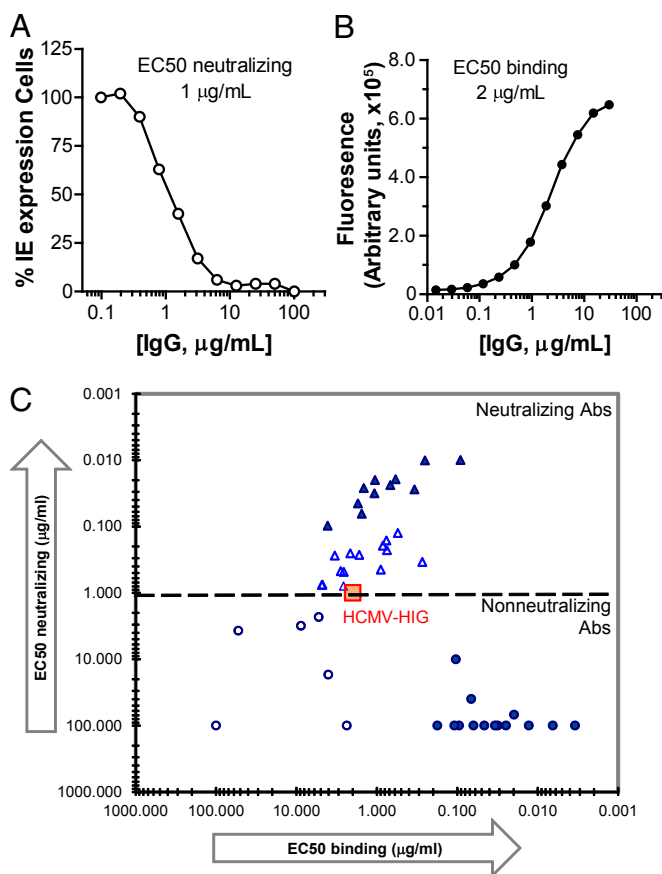 A
EC50 neutralizing
1 μg/mL
% IE expression Cells
125
100
75
50
25
0
0.1
1
10
100
[IgG, μg/mL]
B
EC50 binding
2 μg/mL
Fluoresence
(Arbitrary units, x10⁵)
8.0
6.0
4.0
2.0
0
0.01
0.1
1
10
100
[IgG, μg/mL]
C
EC50 neutralizing (μg/ml)
0.001
0.010
0.100
1.000
10.000
100.000
1000.000
Neutralizing Abs
HCMV-HIG
Nonneutralizing
Abs
1000.000
100.000
10.000
1.000
0.100
0.010
0.001
EC50 binding (μg/ml)